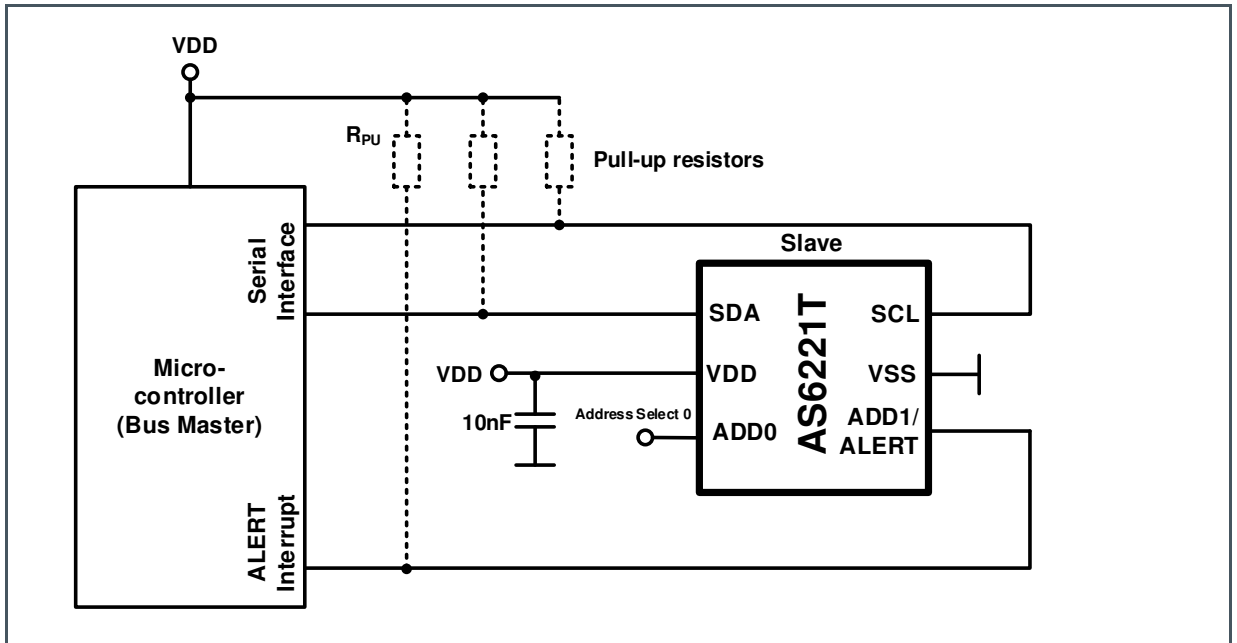 VDD
RPU
Pull-up resistors
Serial
Interface
Micro-
controller
(Bus Master)
ALERT
Interrupt
Slave
AS6221T
SDA
SCL
VDD
VDD
VSS
10nF
Address Select 0
ADD0
ADD1/
ALERT